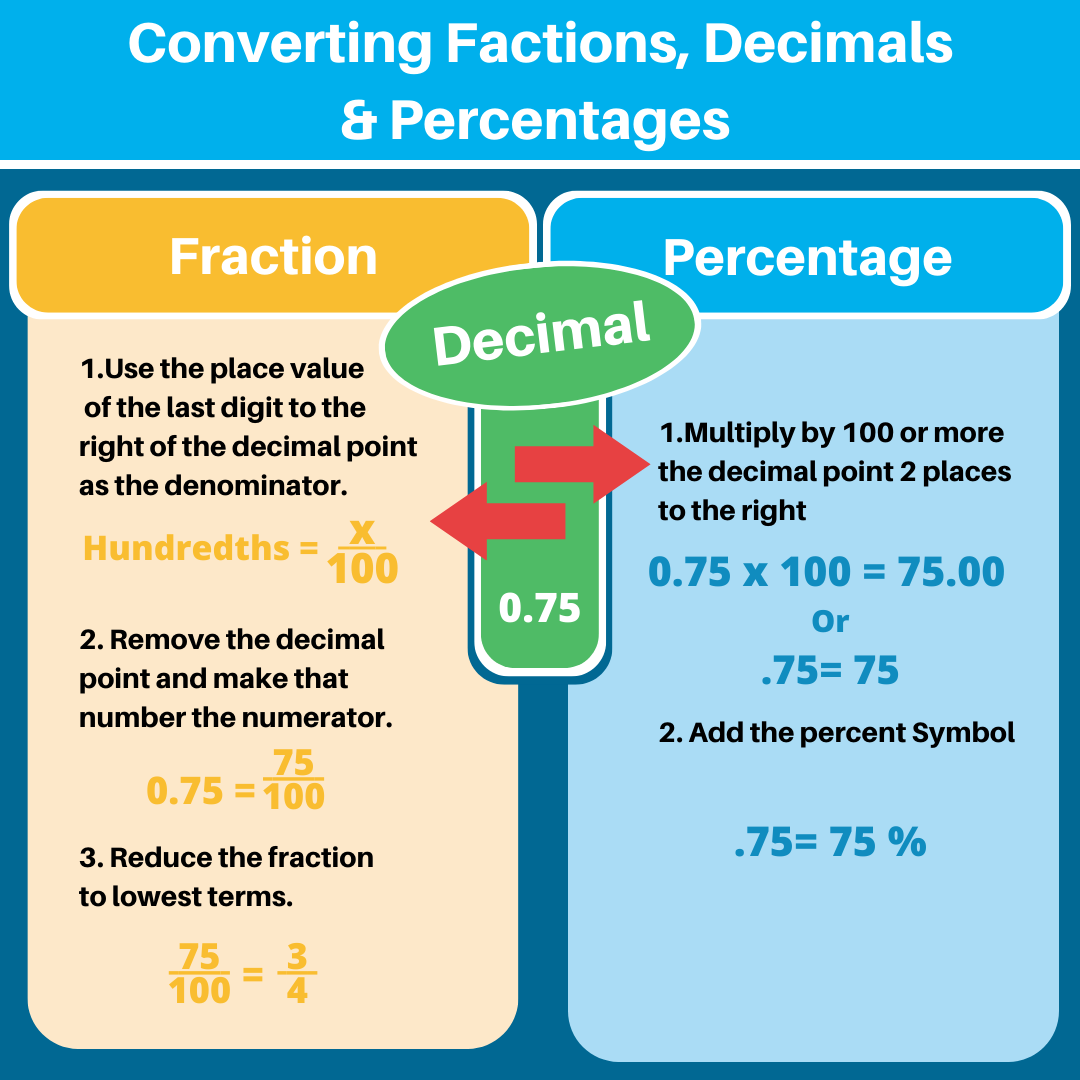 Converting Factions, Decimals
& Percentages
Fraction
Percentage
Decimal
1.Use the place value
of the last digit to the
right of the decimal point
as the denominator.
Hundredths = x/100
2. Remove the decimal
point and make that
number the numerator.
0.75 = 75/100
3. Reduce the fraction
to lowest terms.
75/100 = 3/4
0.75
1.Multiply by 100 or more
the decimal point 2 places
to the right
0.75 x 100 = 75.00
Or
.75= 75
2. Add the percent Symbol
.75= 75 %